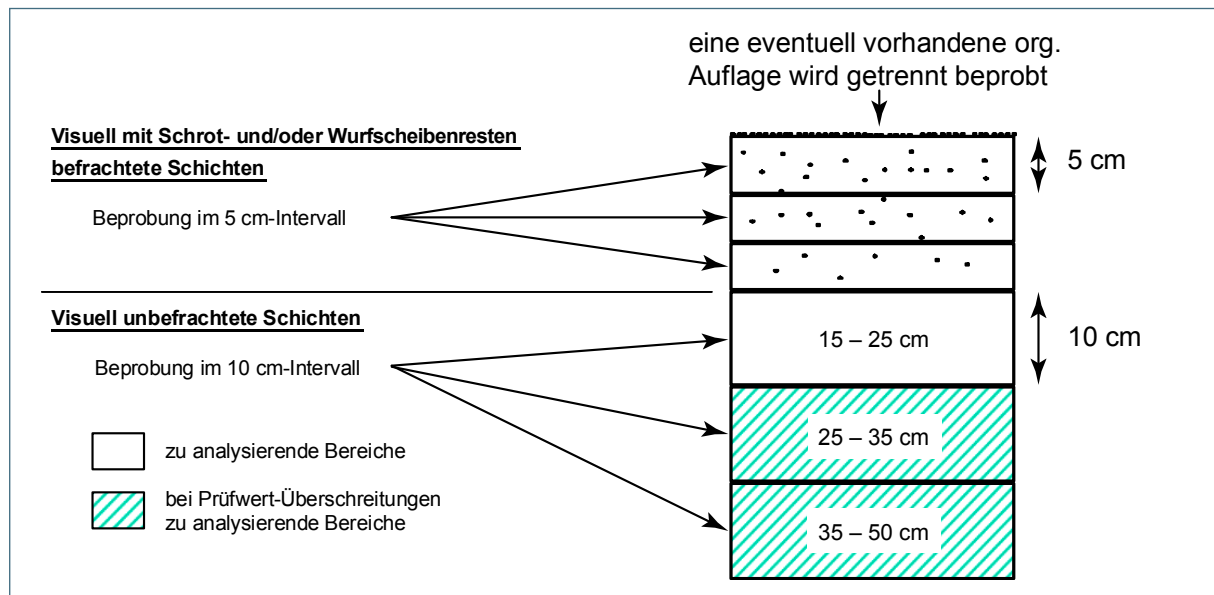 eine eventuell vorhandene org.
Auflage wird getrennt beprobt
Visuell mit Schrot- und/oder Wurfscheibenresten
befrachtete Schichten
5 cm
Beprobung im 5 cm-Intervall
Visuell unbefrachtete Schichten
15 – 25 cm
10 cm
Beprobung im 10 cm-Intervall
25 – 35 cm
zu analysierende Bereiche
bei Prüfwert-Überschreitungen
zu analysierende Bereiche
35 – 50 cm